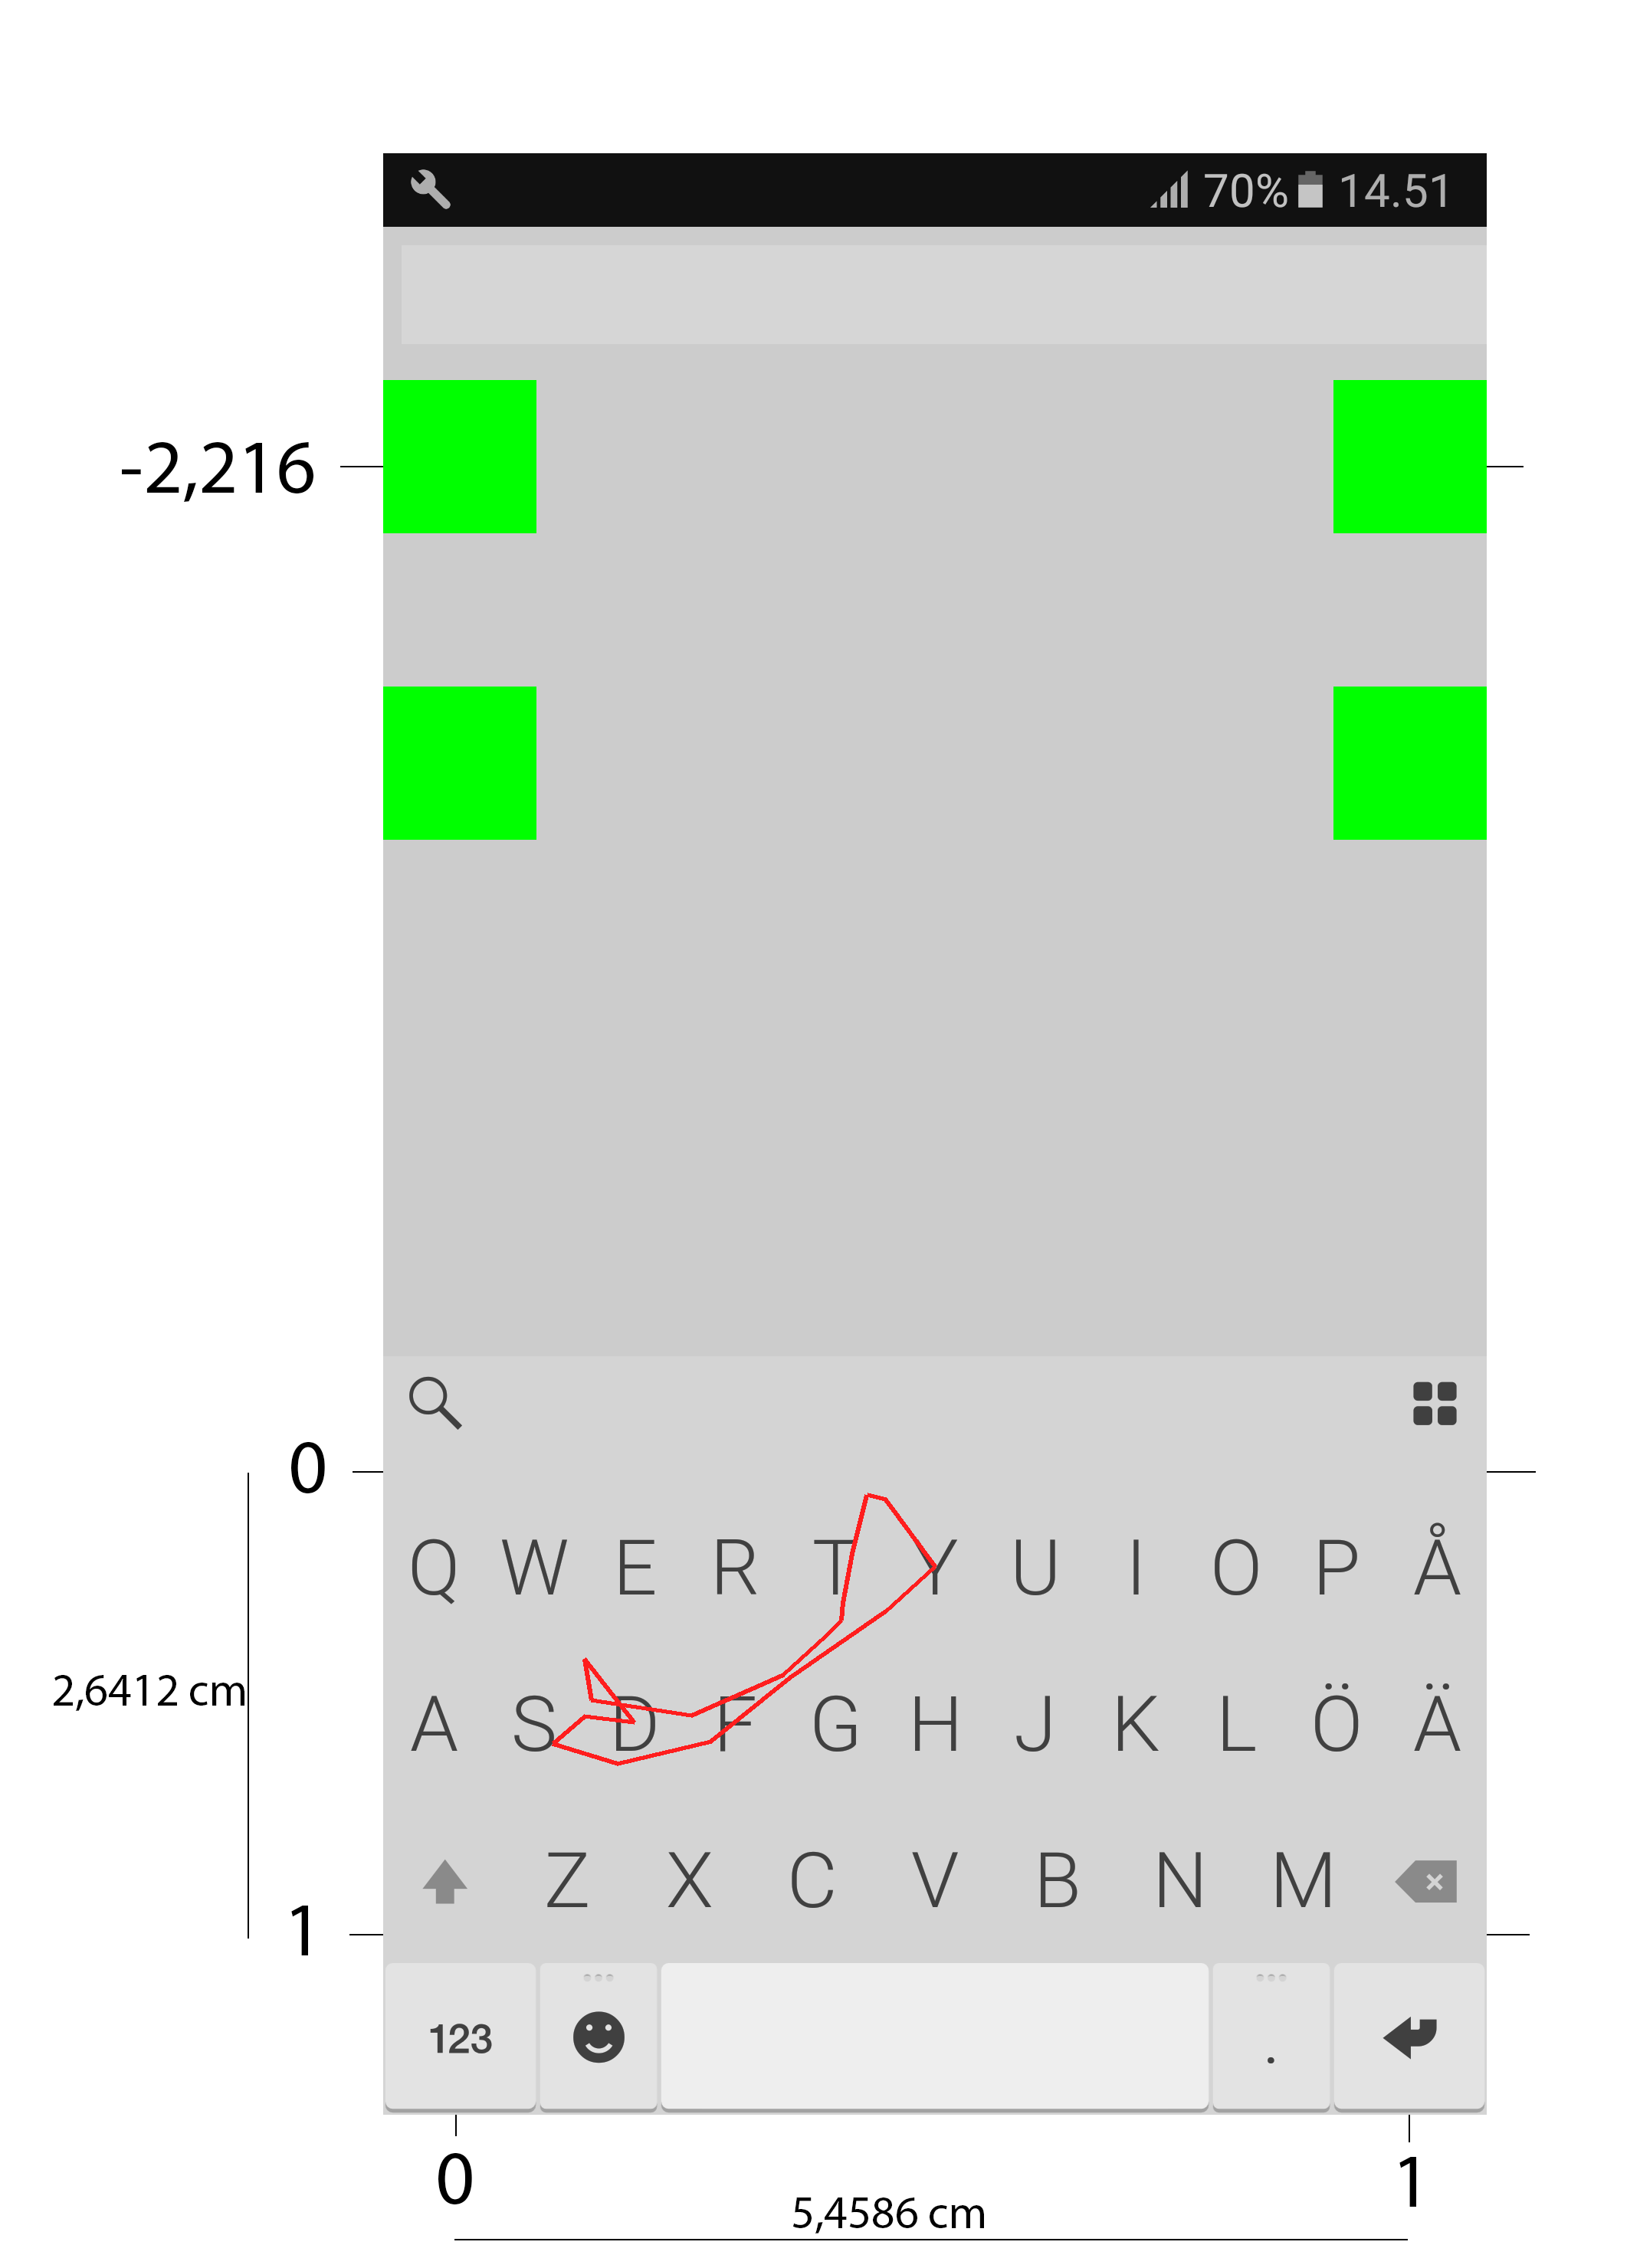 70% 14.51
-2,216
0
Q W E R T Y U I O P Å
2,6412 cm
A S D F G H J K L Ö Ä
Z X C V B N M
1
123 .
0 1
5,4586 cm